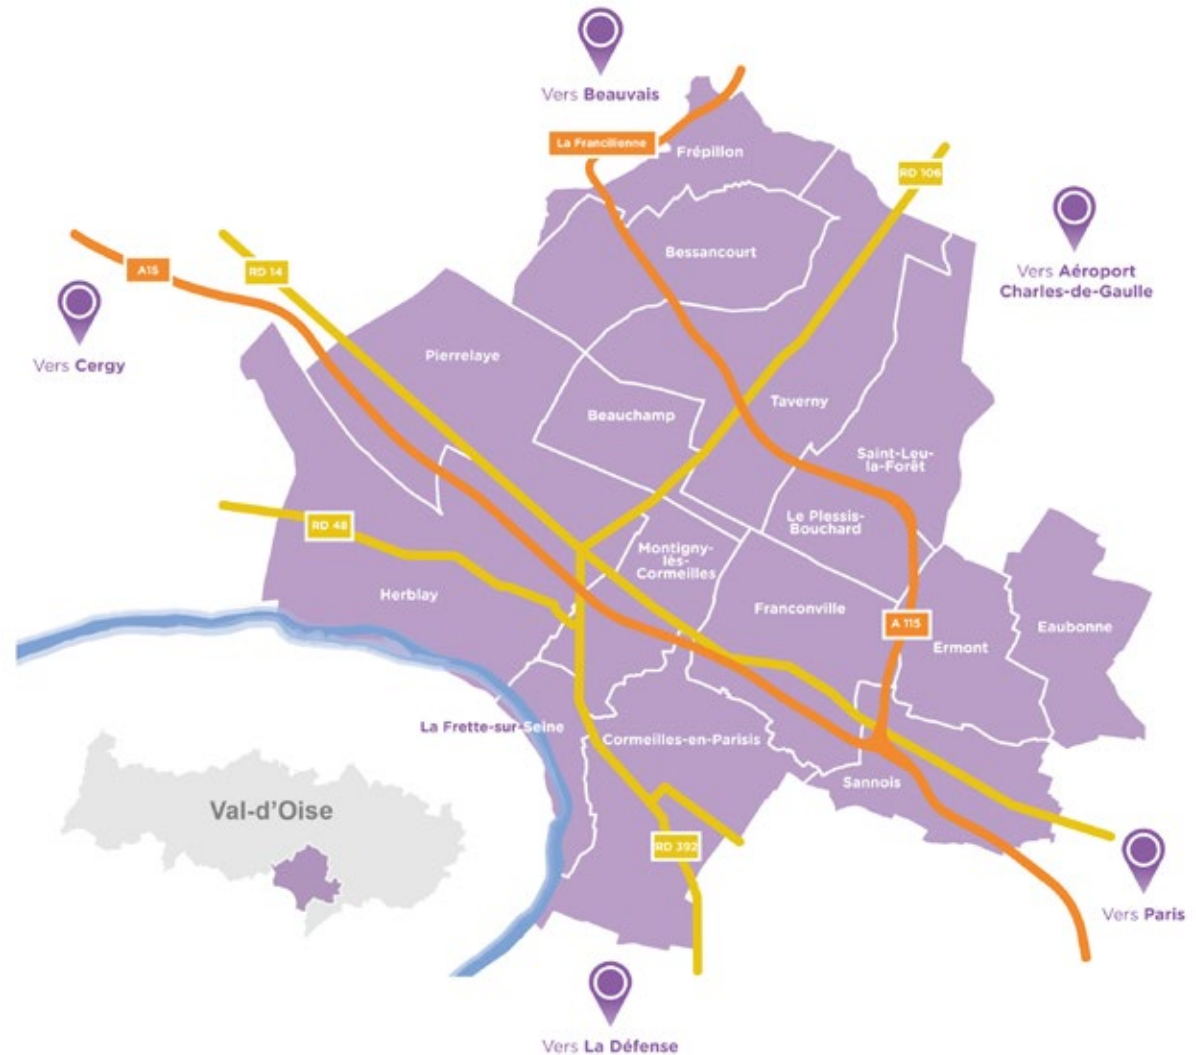 Vers Beauvais
La Francilienne
Frépillon
RD 106
Bessancourt
Vers Aéroport
Charles-de-Gaulle
A15
RD 14
Vers Cergy
Pierrelaye
Beauchamp
Taverny
Saint-Leu-
la-Forêt
Le Plessis-
Bouchard
RD 48
Montigny-
lès-
Cormeilles
Herblay
Franconville
A 115
Ermont
Eaubonne
La Frette-sur-Seine
Cormeilles-en-Parisis
Sannois
Val-d'Oise
RD 392
Vers Paris
Vers La Défense